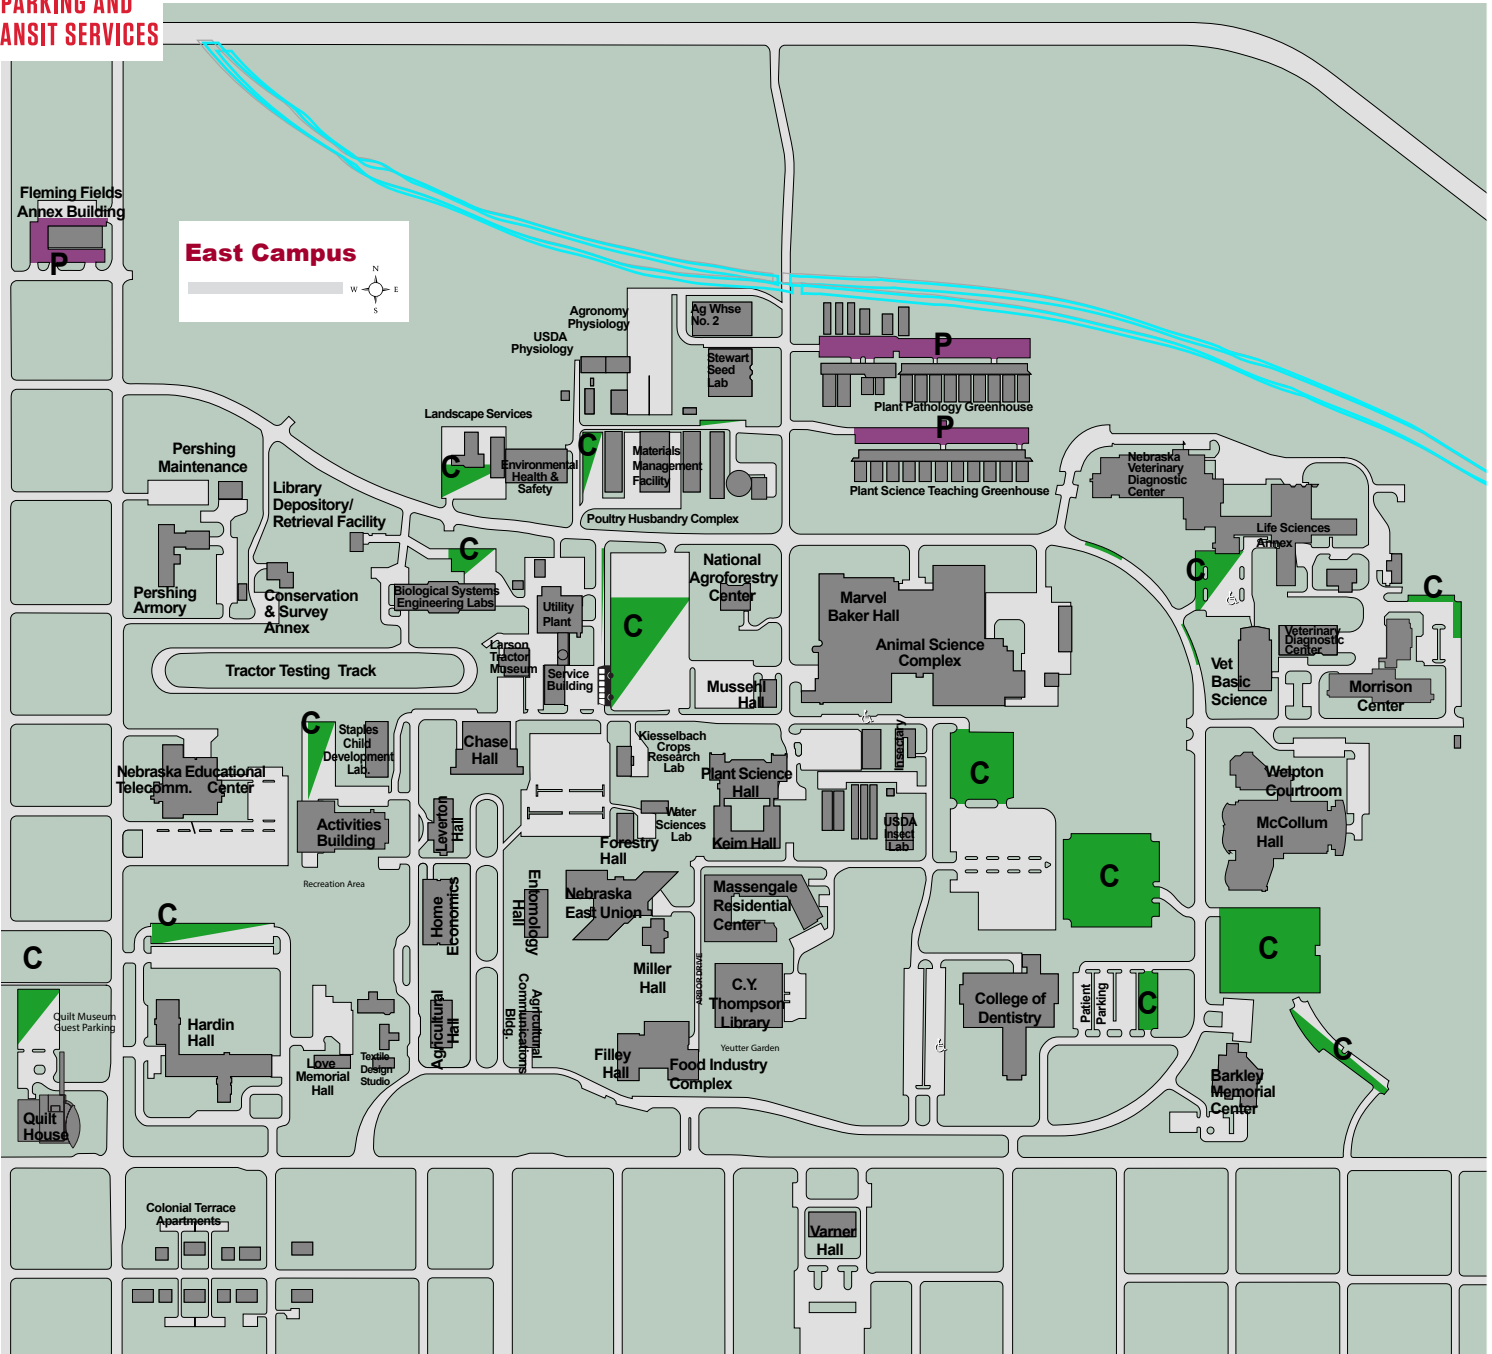 PARKING AND
ANSIT SERVICES
Fleming Fields
Annex Building
P
East Campus
N
W
E
S
Agronomy
Physiology
USDA
Physiology
Ag Whse
No. 2
Stewart
Seed
Lab
P
Plant Pathology Greenhouse
P
Plant Science Teaching Greenhouse
Landscape Services
C
Environmental
Health &
Safety
C
Materials
Management
Facility
Poultry Husbandry Complex
Pershing
Maintenance
Library
Depository/
Retrieval Facility
Pershing
Armory
Conservation
& Survey
Annex
C
Biological Systems
Engineering Labs
Utility
Plant
Larson
Tractor
Museum
Service
Building
C
National
Agroforestry
Center
Mussehl
Hall
Marvel
Baker Hall
Animal Science
Complex
Nebraska
Veterinary
Diagnostic
Center
Life Sciences
Annex
C
C
Veterinary
Diagnostic
Center
Vet
Basic
Science
Morrison
Center
Tractor Testing Track
C
Staples
Child
Development
Lab.
Chase
Hall
Kiesselbach
Crops
Research
Lab
Plant Science
Hall
Insectary
C
Nebraska Educational
Telecomm. Center
Activities
Building
Leverton
Hall
Water
Sciences
Lab
Forestry
Hall
Keim Hall
USDA
Insect
Lab
Welpton
Courtroom
McCollum
Hall
Recreation Area
Home
Economics
Entomology
Hall
Nebraska
East Union
Massengale
Residential
Center
C
C
C
C
Miller
Hall
ARBOR DRIVE
C.Y.
Thompson
Library
College of
Dentistry
Patient
Parking
C
C
Quilt Museum
Guest Parking
Hardin
Hall
Love
Memorial
Hall
Textile
Design
Studio
Agricultural
Hall
Agricultural
Communications
Bldg.
Filley
Hall
Food Industry
Complex
Yeutter Garden
Barkley
Memorial
Center
Quilt
House
Colonial Terrace
Apartments
Varner
Hall